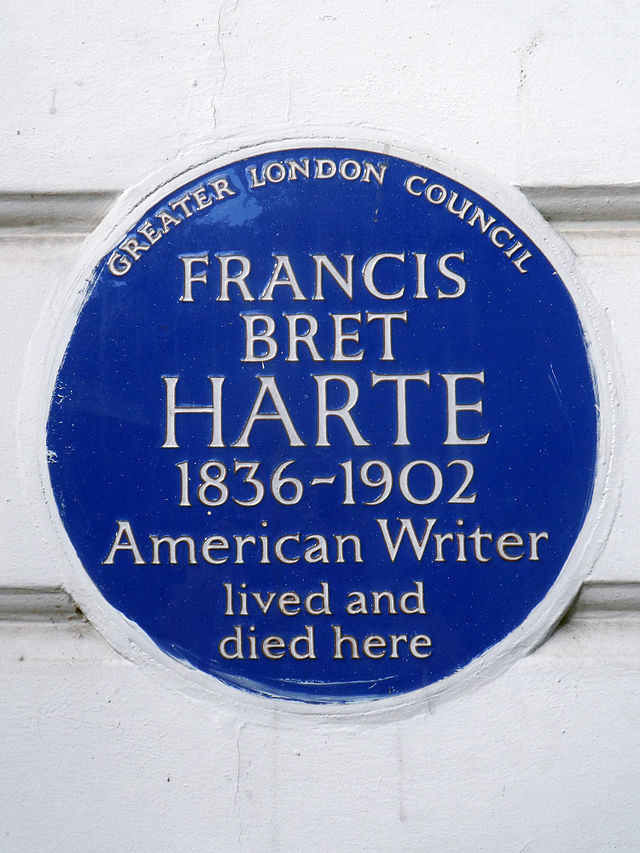 GREATER LONDON COUNCIL
FRANCIS
BRET
HARTE
1836-1902
American Writer
lived and
died here